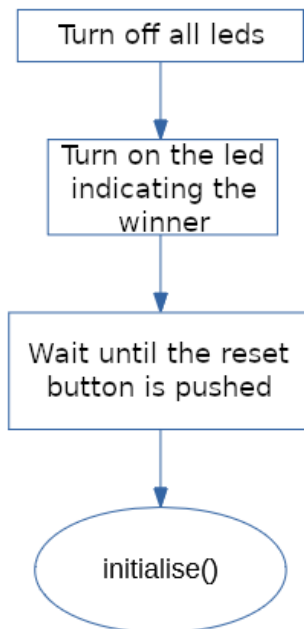 Turn off all leds
Turn on the led
indicating the
winner
Wait until the reset
button is pushed
initialise()